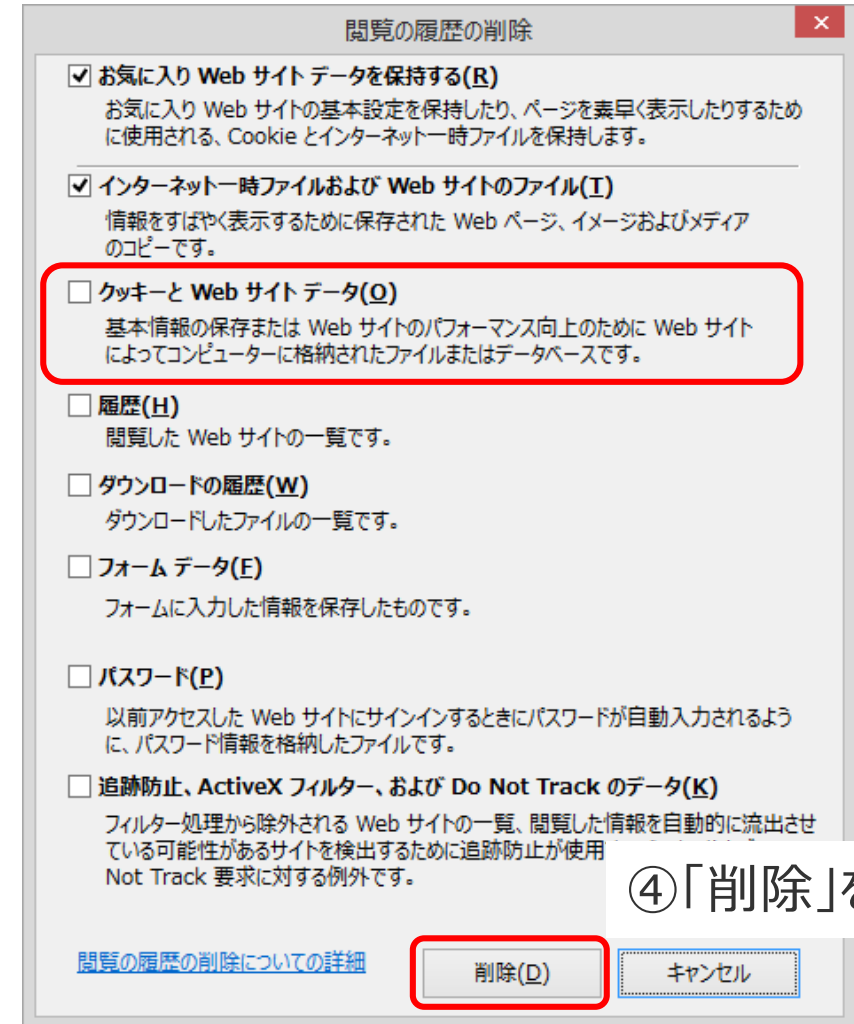 閲覧の履歴の削除
お気に入り Web サイト データを保持する(R)
お気に入り Web サイトの基本設定を保持したり、ページを素早く表示したりするため
に使用される、Cookie とインターネット一時ファイルを保持します。
インターネット一時ファイルおよび Web サイトのファイル(T)
情報をすばやく表示するために保存された Web ページ、イメージおよびメディア
のコピーです。
クッキーと Web サイト データ(O)
基本情報の保存または Web サイトのパフォーマンス向上のために Web サイト
によってコンピューターに格納されたファイルまたはデータベースです。
履歴(H)
閲覧した Web サイトの一覧です。
ダウンロードの履歴(W)
ダウンロードしたファイルの一覧です。
フォーム データ(F)
フォームに入力した情報を保存したものです。
パスワード(P)
以前アクセスした Web サイトにサインインするときにパスワードが自動入力されるよう
に、パスワード情報を格納したファイルです。
追跡防止、ActiveX フィルター、および Do Not Track のデータ(K)
フィルター処理から除外される Web サイトの一覧、閲覧した情報を自動的に流出させ
ている可能性があるサイトを検出するために追跡防止が使用
Not Track 要求に対する例外です。
④「削除」を
閲覧の履歴の削除についての詳細
削除(D)
キャンセル